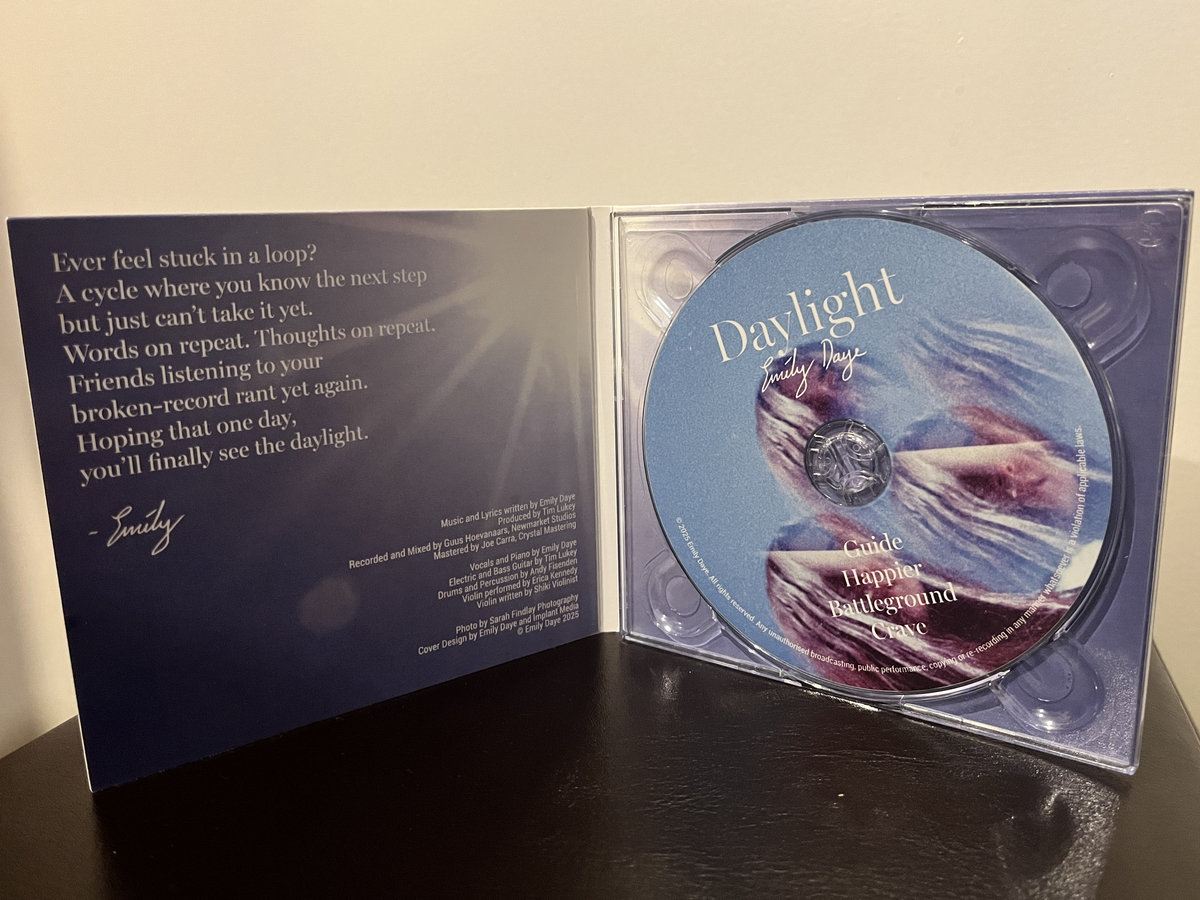 Ever feel stuck in a loop?
A cycle where you know the next step
but just can't take it yet.
Words on repeat. Thoughts on repeat.
Friends listening to your
broken-record rant yet again.
Hoping that one day,
you'll finally see the daylight.
- Emily
Music and Lyrics written by Emily Daye
Produced by Tim Lukey
Recorded and Mixed by Guus Hoevanaars, Newmarket Studios
Mastered by Joe Carra, Crystal Mastering
Vocals and Piano by Emily Daye
Electric and Bass Guitar by Tim Lukey
Drums and Percussion by Andy Fisenden
Violin performed by Erica Kennedy
Violin written by Shiki Violinist
Photo by Sarah Findlay Photography
Cover Design by Emily Daye and Implant Media
© Emily Daye 2025
Daylight
Emily Daye
Guide
Happier
Battleground
Crave
© 2025 Emily Daye. All rights reserved. Any unauthorised broadcasting, public performance, copying or re-recording in any manner whatsoever is a violation of applicable laws.